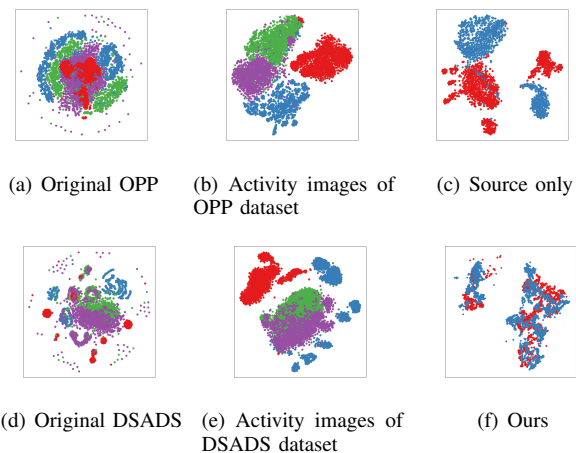 (a) Original OPP
(b) Activity images of
OPP dataset
(c) Source only
(d) Original DSADS
(e) Activity images of
DSADS dataset
(f) Ours